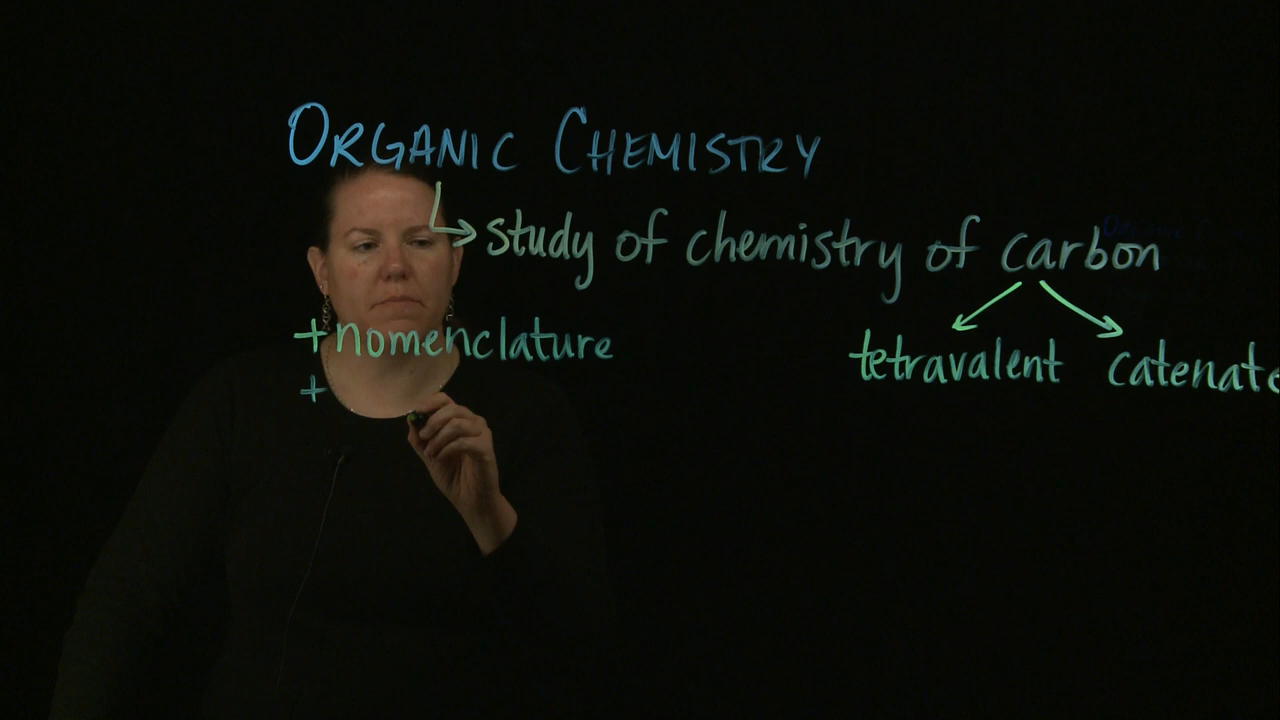 ORGANIC CHEMISTRY
study of chemistry of carbon
+ nomenclature
tetravalent catenate
+